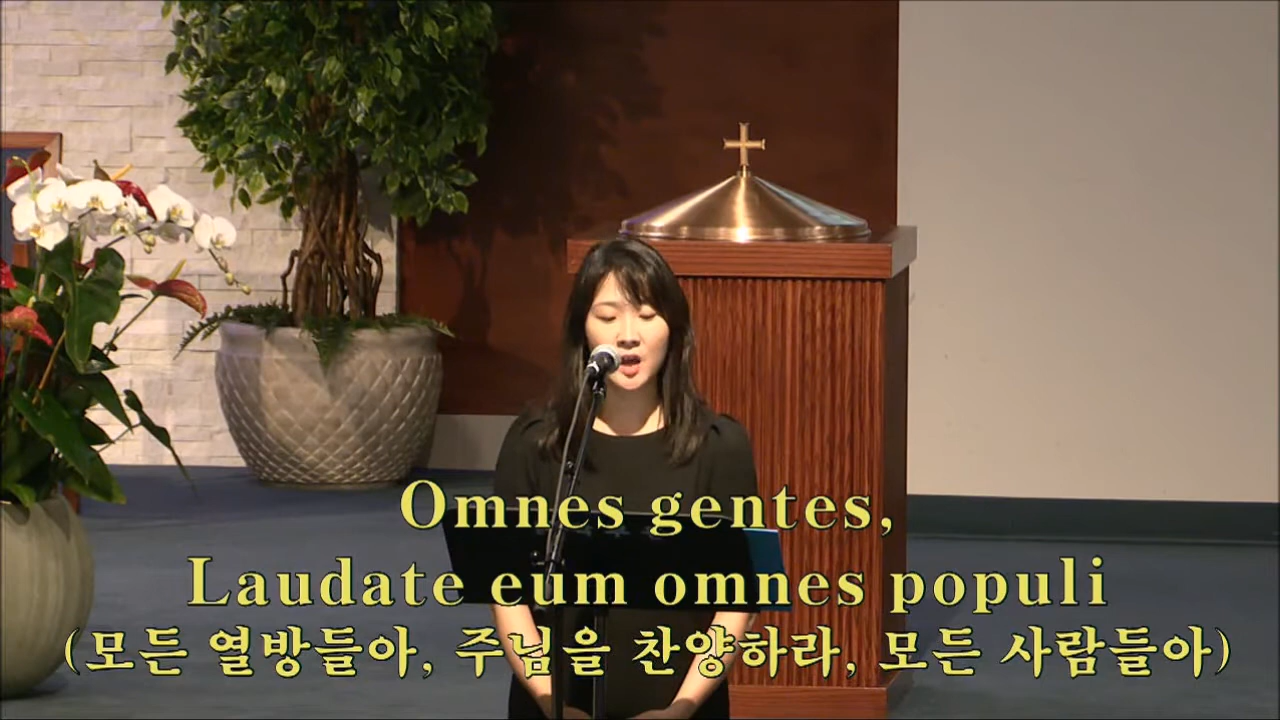 Omnes gentes,
Laudate eum omnes populi
(모든 열방들아, 주님을 찬양하라, 모든 사람들아)